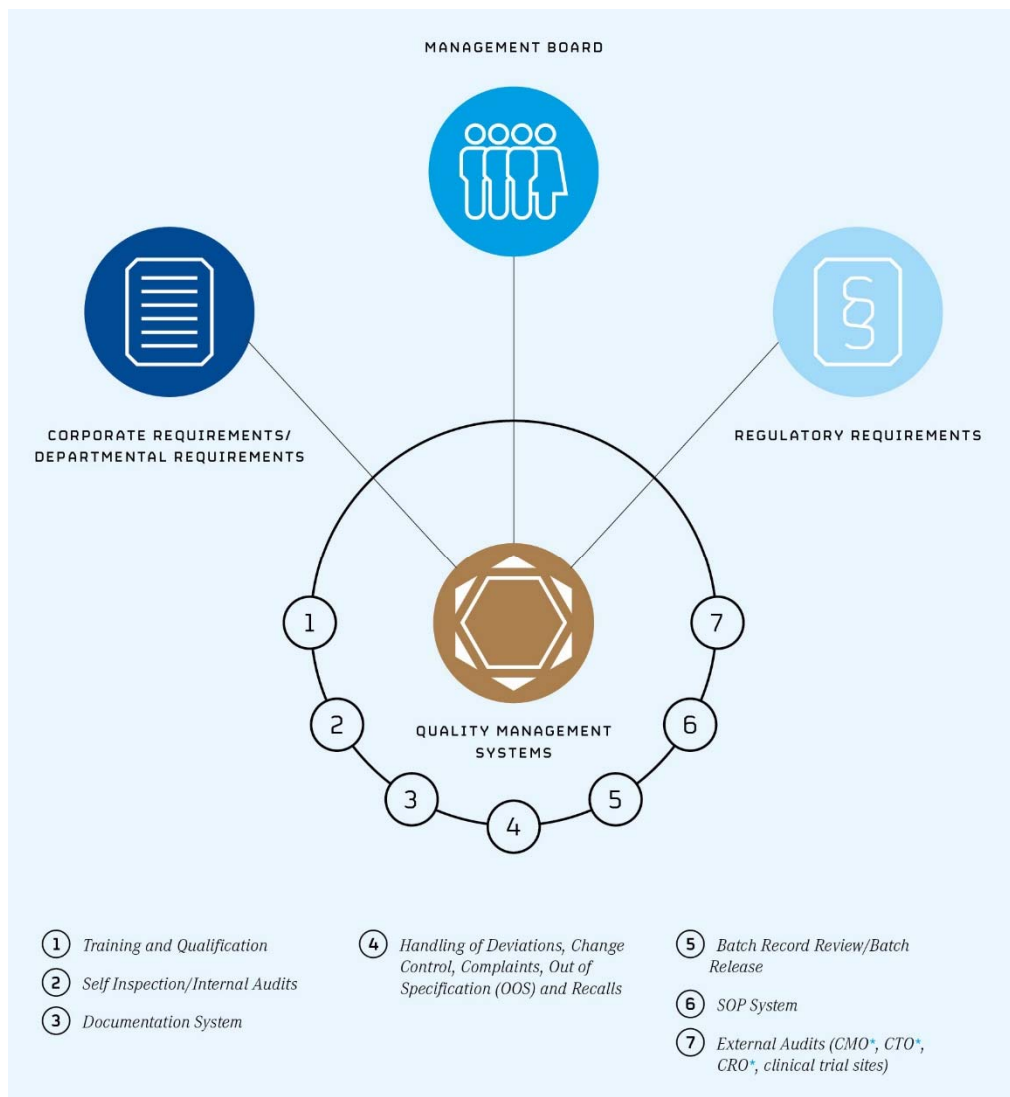 MANAGEMENT BOARD
CORPORATE REQUIREMENTS/
DEPARTMENTAL REQUIREMENTS
REGULATORY REQUIREMENTS
§
1
7
2
6
QUALITY MANAGEMENT
SYSTEMS
3
5
4
1 Training and Qualification
2 Self Inspection/Internal Audits
3 Documentation System
4 Handling of Deviations, Change
Control, Complaints, Out of
Specification (OOS) and Recalls
5 Batch Record Review/Batch
Release
6 SOP System
7 External Audits (CMO*, CTO*,
CRO*, clinical trial sites)